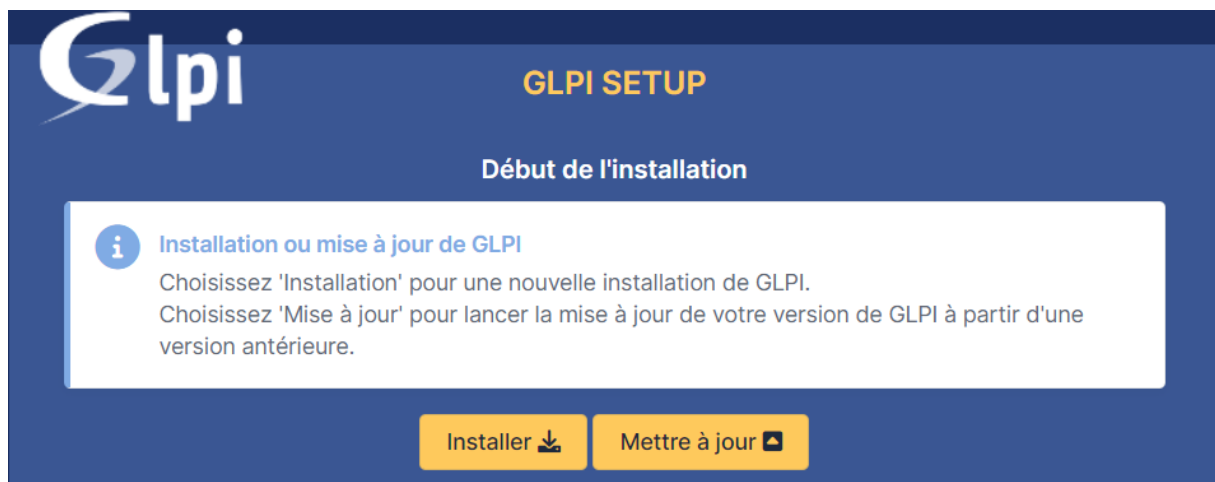 Glpi
GLPI SETUP
Début de l'installation
Installation ou mise à jour de GLPI
Choisissez 'Installation' pour une nouvelle installation de GLPI.
Choisissez 'Mise à jour' pour lancer la mise à jour de votre version de GLPI à partir d'une
version antérieure.
Installer
Mettre à jour